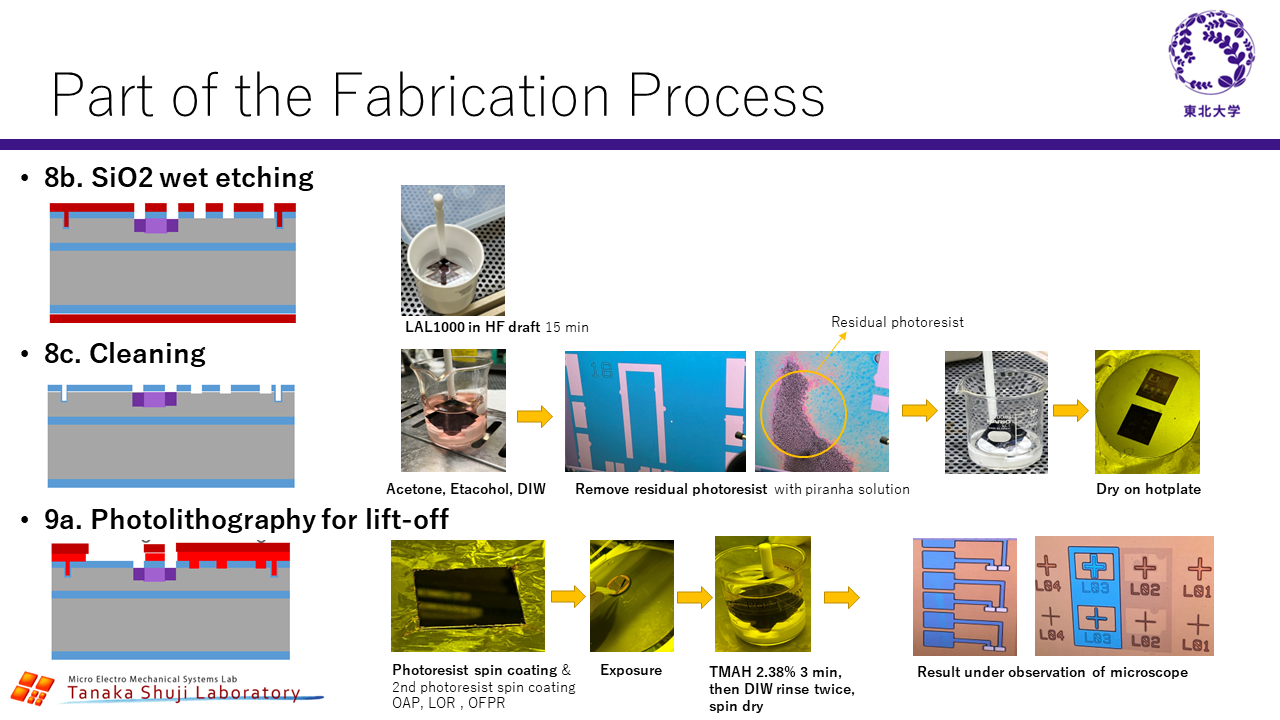 Part of the Fabrication Process
東北大学
• 8b. SiO2 wet etching
LAL1000 in HF draft 15 min
Residual photoresist
• 8c. Cleaning
18
Acetone, Etacohol, DIW
Remove residual photoresist with piranha solution
Dry on hotplate
• 9a. Photolithography for lift-off
L04 L03 L02 L01
L04 L03 L02 L01
Photoresist spin coating &
2nd photoresist spin coating
OAP, LOR , OFPR
Exposure
TMAH 2.38% 3 min,
then DIW rinse twice,
spin dry
Result under observation of microscope
Micro Electro Mechanical Systems Lab
Tanaka Shuji Laboratory